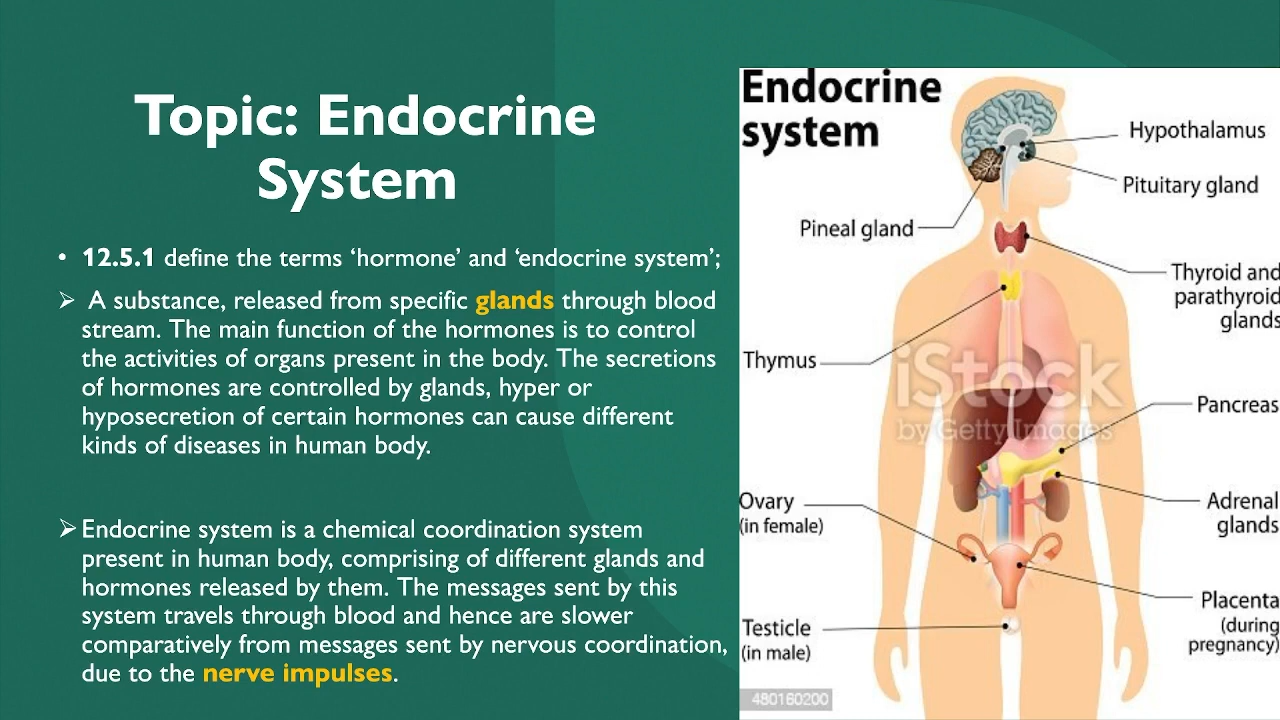 Topic: Endocrine
System
• 12.5.1 define the terms ‘hormone’ and ‘endocrine system’;
➢ A substance, released from specific glands through blood
stream. The main function of the hormones is to control
the activities of organs present in the body. The secretions
of hormones are controlled by glands, hyper or
hyposecretion of certain hormones can cause different
kinds of diseases in human body.
➢ Endocrine system is a chemical coordination system
present in human body, comprising of different glands and
hormones released by them. The messages sent by this
system travels through blood and hence are slower
comparatively from messages sent by nervous coordination,
due to the nerve impulses.
Endocrine
system
Hypothalamus
Pituitary gland
Pineal gland
Thyroid and
parathyroid
glands
Thymus
iStock
by Getty Images
Pancreas
Ovary
(in female)
Adrenal
glands
Placenta
(during
pregnancy)
Testicle
(in male)
480160200